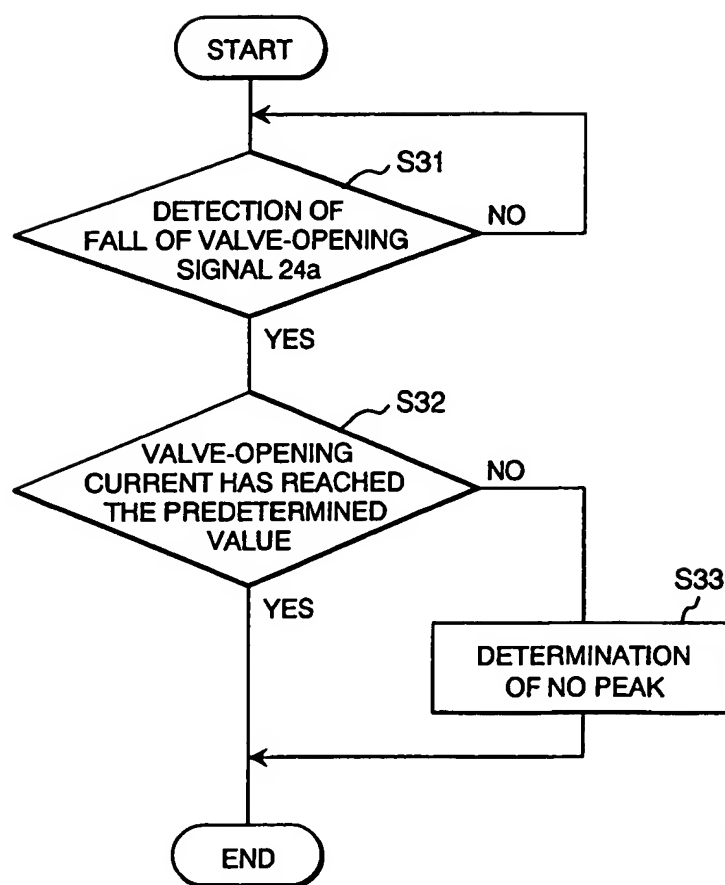 START
S31
DETECTION OF
FALL OF VALVE-OPENING
SIGNAL 24a
NO
YES
S32
VALVE-OPENING
CURRENT HAS REACHED
THE PREDETERMINED
VALUE
NO
YES
S33
DETERMINATION
OF NO PEAK
END